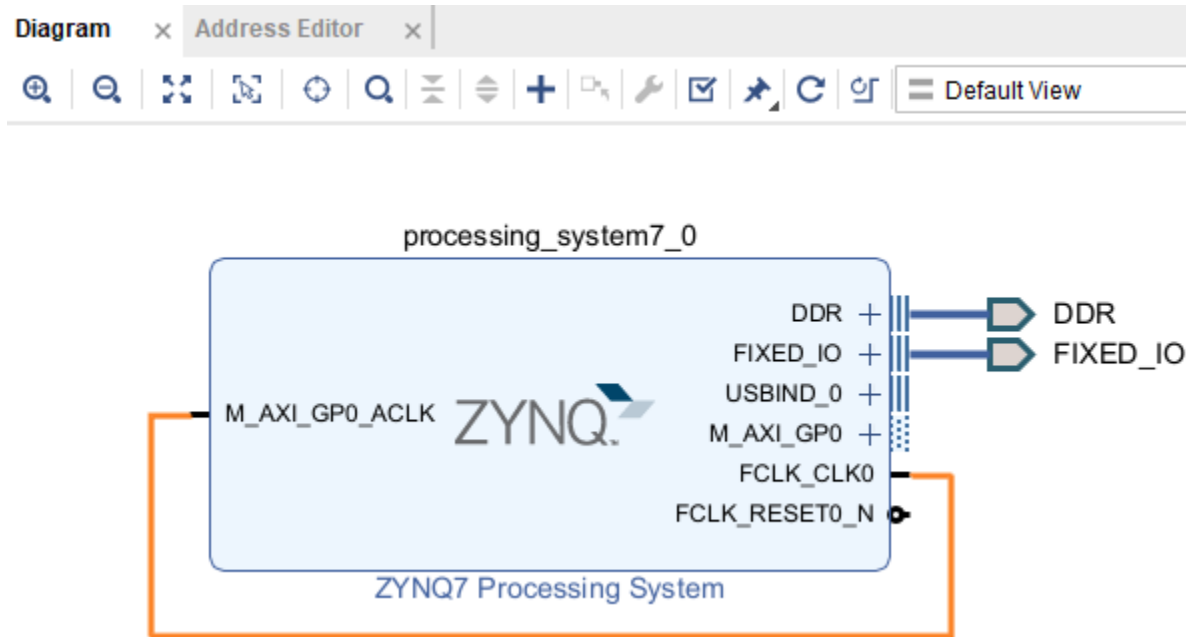 Diagram
Address Editor
Default View
processing_system7_0
DDR
DDR
FIXED_IO
FIXED_IO
USBIND_0
M_AXI_GP0_ACLK
ZYNQ
M_AXI_GP0
FCLK_CLK0
FCLK_RESET0_N
ZYNQ7 Processing System